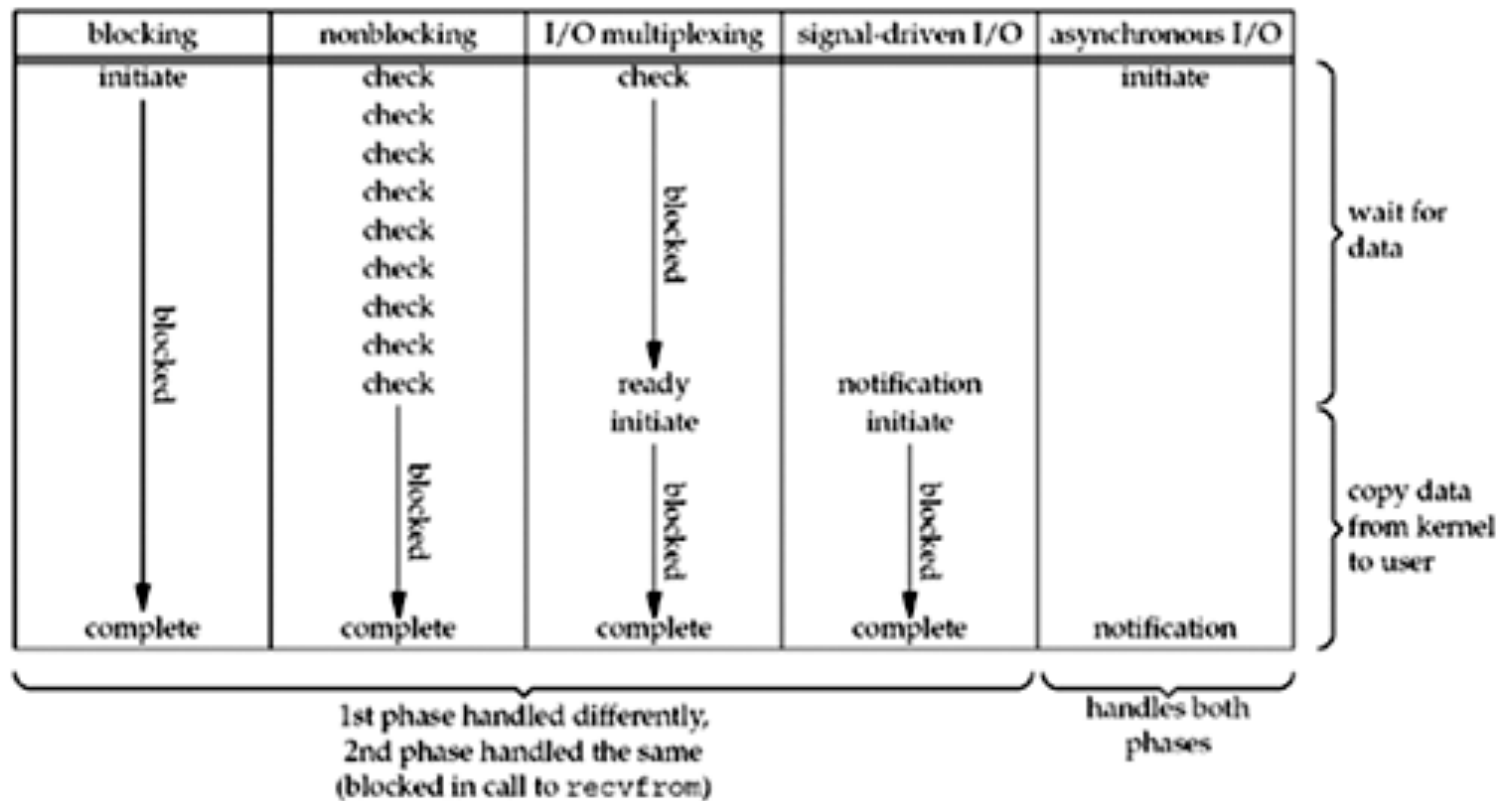 blocking nonblocking I/O multiplexing signal-driven I/O asynchronous I/O
initiate check check initiate
check
check
check
check
check
check
check
check ready notification
initiate initiate
blocked
blocked
blocked
blocked
blocked
complete complete complete complete notification
wait for
data
copy data
from kernel
to user
1st phase handled differently,
2nd phase handled the same
(blocked in call to recvfrom)
handles both
phases